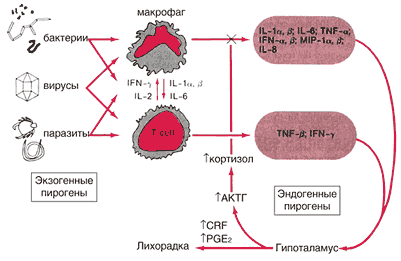 макрофаг
бактерии
IL-1α, β; IL-6; TNF-α;
IFN-α, β; MIP-1α, β;
IL-8
вирусы
IFN-γ
IL-1α, β
IL-2
IL-6
паразиты
T cell
TNF-β; IFN-γ
↑кортизол
Экзогенные
пирогены
↑АКТГ
Эндогенные
пирогены
↑CRF
↑PGE₂
Лихорадка
Гипоталамус